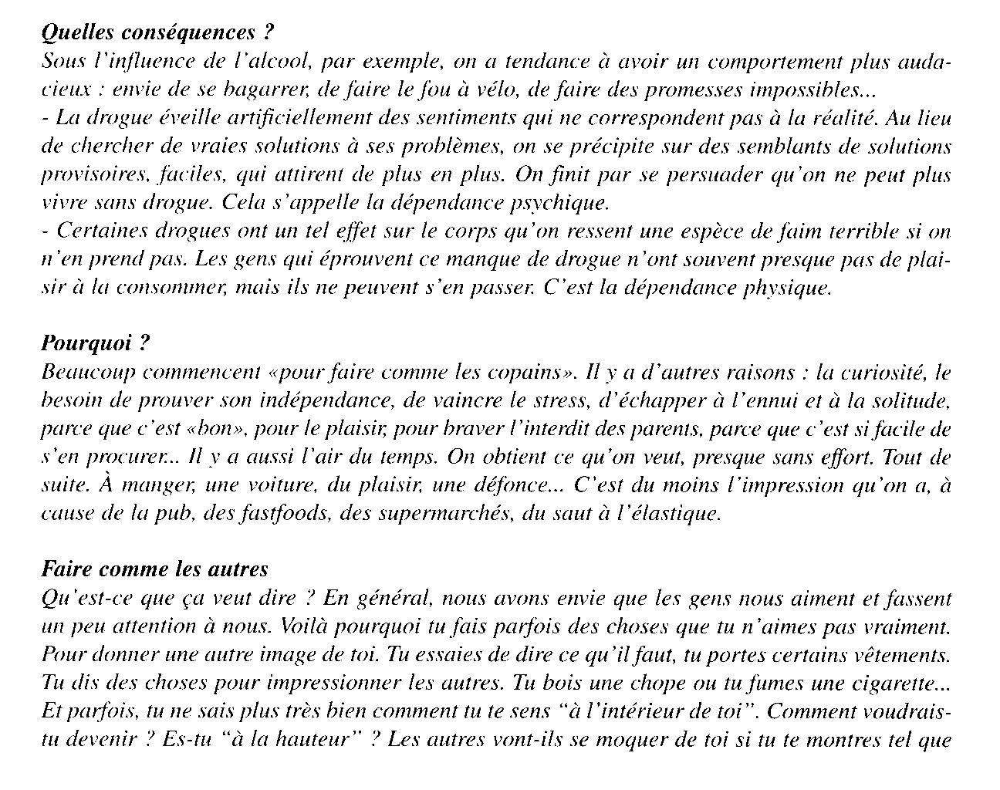 Quelles conséquences ?
Sous l'influence de l'alcool, par exemple, on a tendance à avoir un comportement plus auda-
cieux : envie de se bagarrer, de faire le fou à vélo, de faire des promesses impossibles...
- La drogue éveille artificiellement des sentiments qui ne correspondent pas à la réalité. Au lieu
de chercher de vraies solutions à ses problèmes, on se précipite sur des semblants de solutions
provisoires, faciles, qui attirent de plus en plus. On finit par se persuader qu'on ne peut plus
vivre sans drogue. Cela s'appelle la dépendance psychique.
- Certaines drogues ont un tel effet sur le corps qu'on ressent une espèce de faim terrible si on
n'en prend pas. Les gens qui éprouvent ce manque de drogue n'ont souvent presque pas de plai-
sir à la consommer, mais ils ne peuvent s'en passer. C'est la dépendance physique.
Pourquoi ?
Beaucoup commencent «pour faire comme les copains». Il y a d'autres raisons : la curiosité, le
besoin de prouver son indépendance, de vaincre le stress, d'échapper à l'ennui et à la solitude,
parce que c'est «bon», pour le plaisir, pour braver l'interdit des parents, parce que c'est si facile de
s'en procurer... Il y a aussi l'air du temps. On obtient ce qu'on veut, presque sans effort. Tout de
suite. À manger, une voiture, du plaisir, une défonce... C'est du moins l'impression qu'on a, à
cause de la pub, des fastfoods, des supermarchés, du saut à l'élastique.
Faire comme les autres
Qu'est-ce que ça veut dire ? En général, nous avons envie que les gens nous aiment et fassent
un peu attention à nous. Voilà pourquoi tu fais parfois des choses que tu n'aimes pas vraiment.
Pour donner une autre image de toi. Tu essaies de dire ce qu'il faut, tu portes certains vêtements.
Tu dis des choses pour impressionner les autres. Tu bois une chope ou tu fumes une cigarette...
Et parfois, tu ne sais plus très bien comment tu te sens “à l'intérieur de toi”. Comment voudrais-
tu devenir ? Es-tu “à la hauteur” ? Les autres vont-ils se moquer de toi si tu te montres tel que